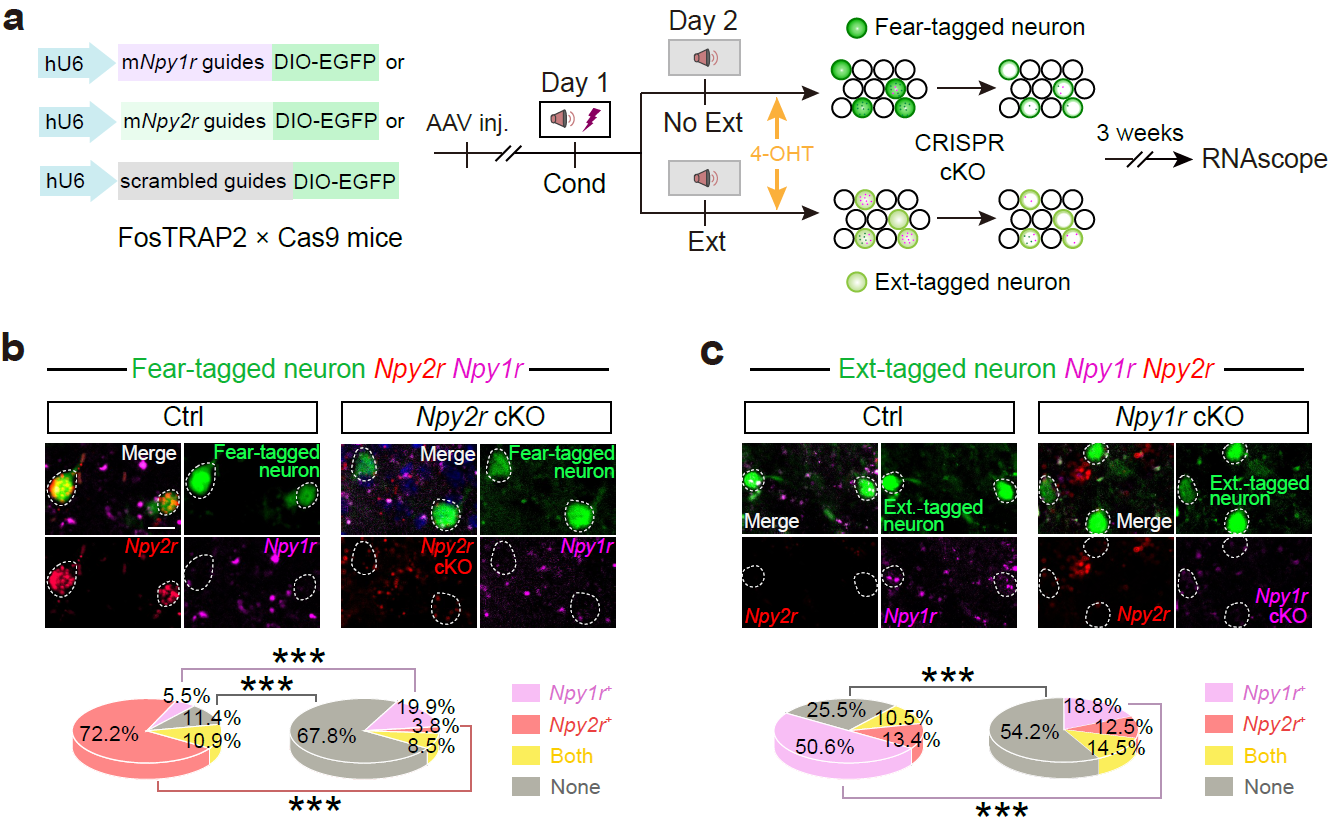 a
hU6
mNpy1r guides
DIO-EGFP or
hU6
mNpy2r guides
DIO-EGFP or
hU6
scrambled guides
DIO-EGFP
FosTRAP2 × Cas9 mice
AAV inj.
Day 1
Cond
Day 2
No Ext
4-OHT
Ext
Fear-tagged neuron
CRISPR
cKO
Ext-tagged neuron
3 weeks
RNAscope
b
Fear-tagged neuron Npy2r Npy1r
Ctrl
Npy2r cKO
Merge
Fear-tagged
neuron
Npy2r
Npy1r
Merge
Fear-tagged
neuron
Npy2r
cKO
Npy1r
***
***
5.5%
11.4%
72.2%
10.9%
19.9%
3.8%
67.8%
8.5%
***
Npy1r+
Npy2r+
Both
None
c
Ext-tagged neuron Npy1r Npy2r
Ctrl
Npy1r cKO
Merge
Ext.-tagged
neuron
Npy2r
Npy1r
Merge
Ext.-tagged
neuron
Npy2r
Npy1r
cKO
***
25.5%
10.5%
13.4%
50.6%
18.8%
12.5%
54.2%
14.5%
***
Npy1r+
Npy2r+
Both
None